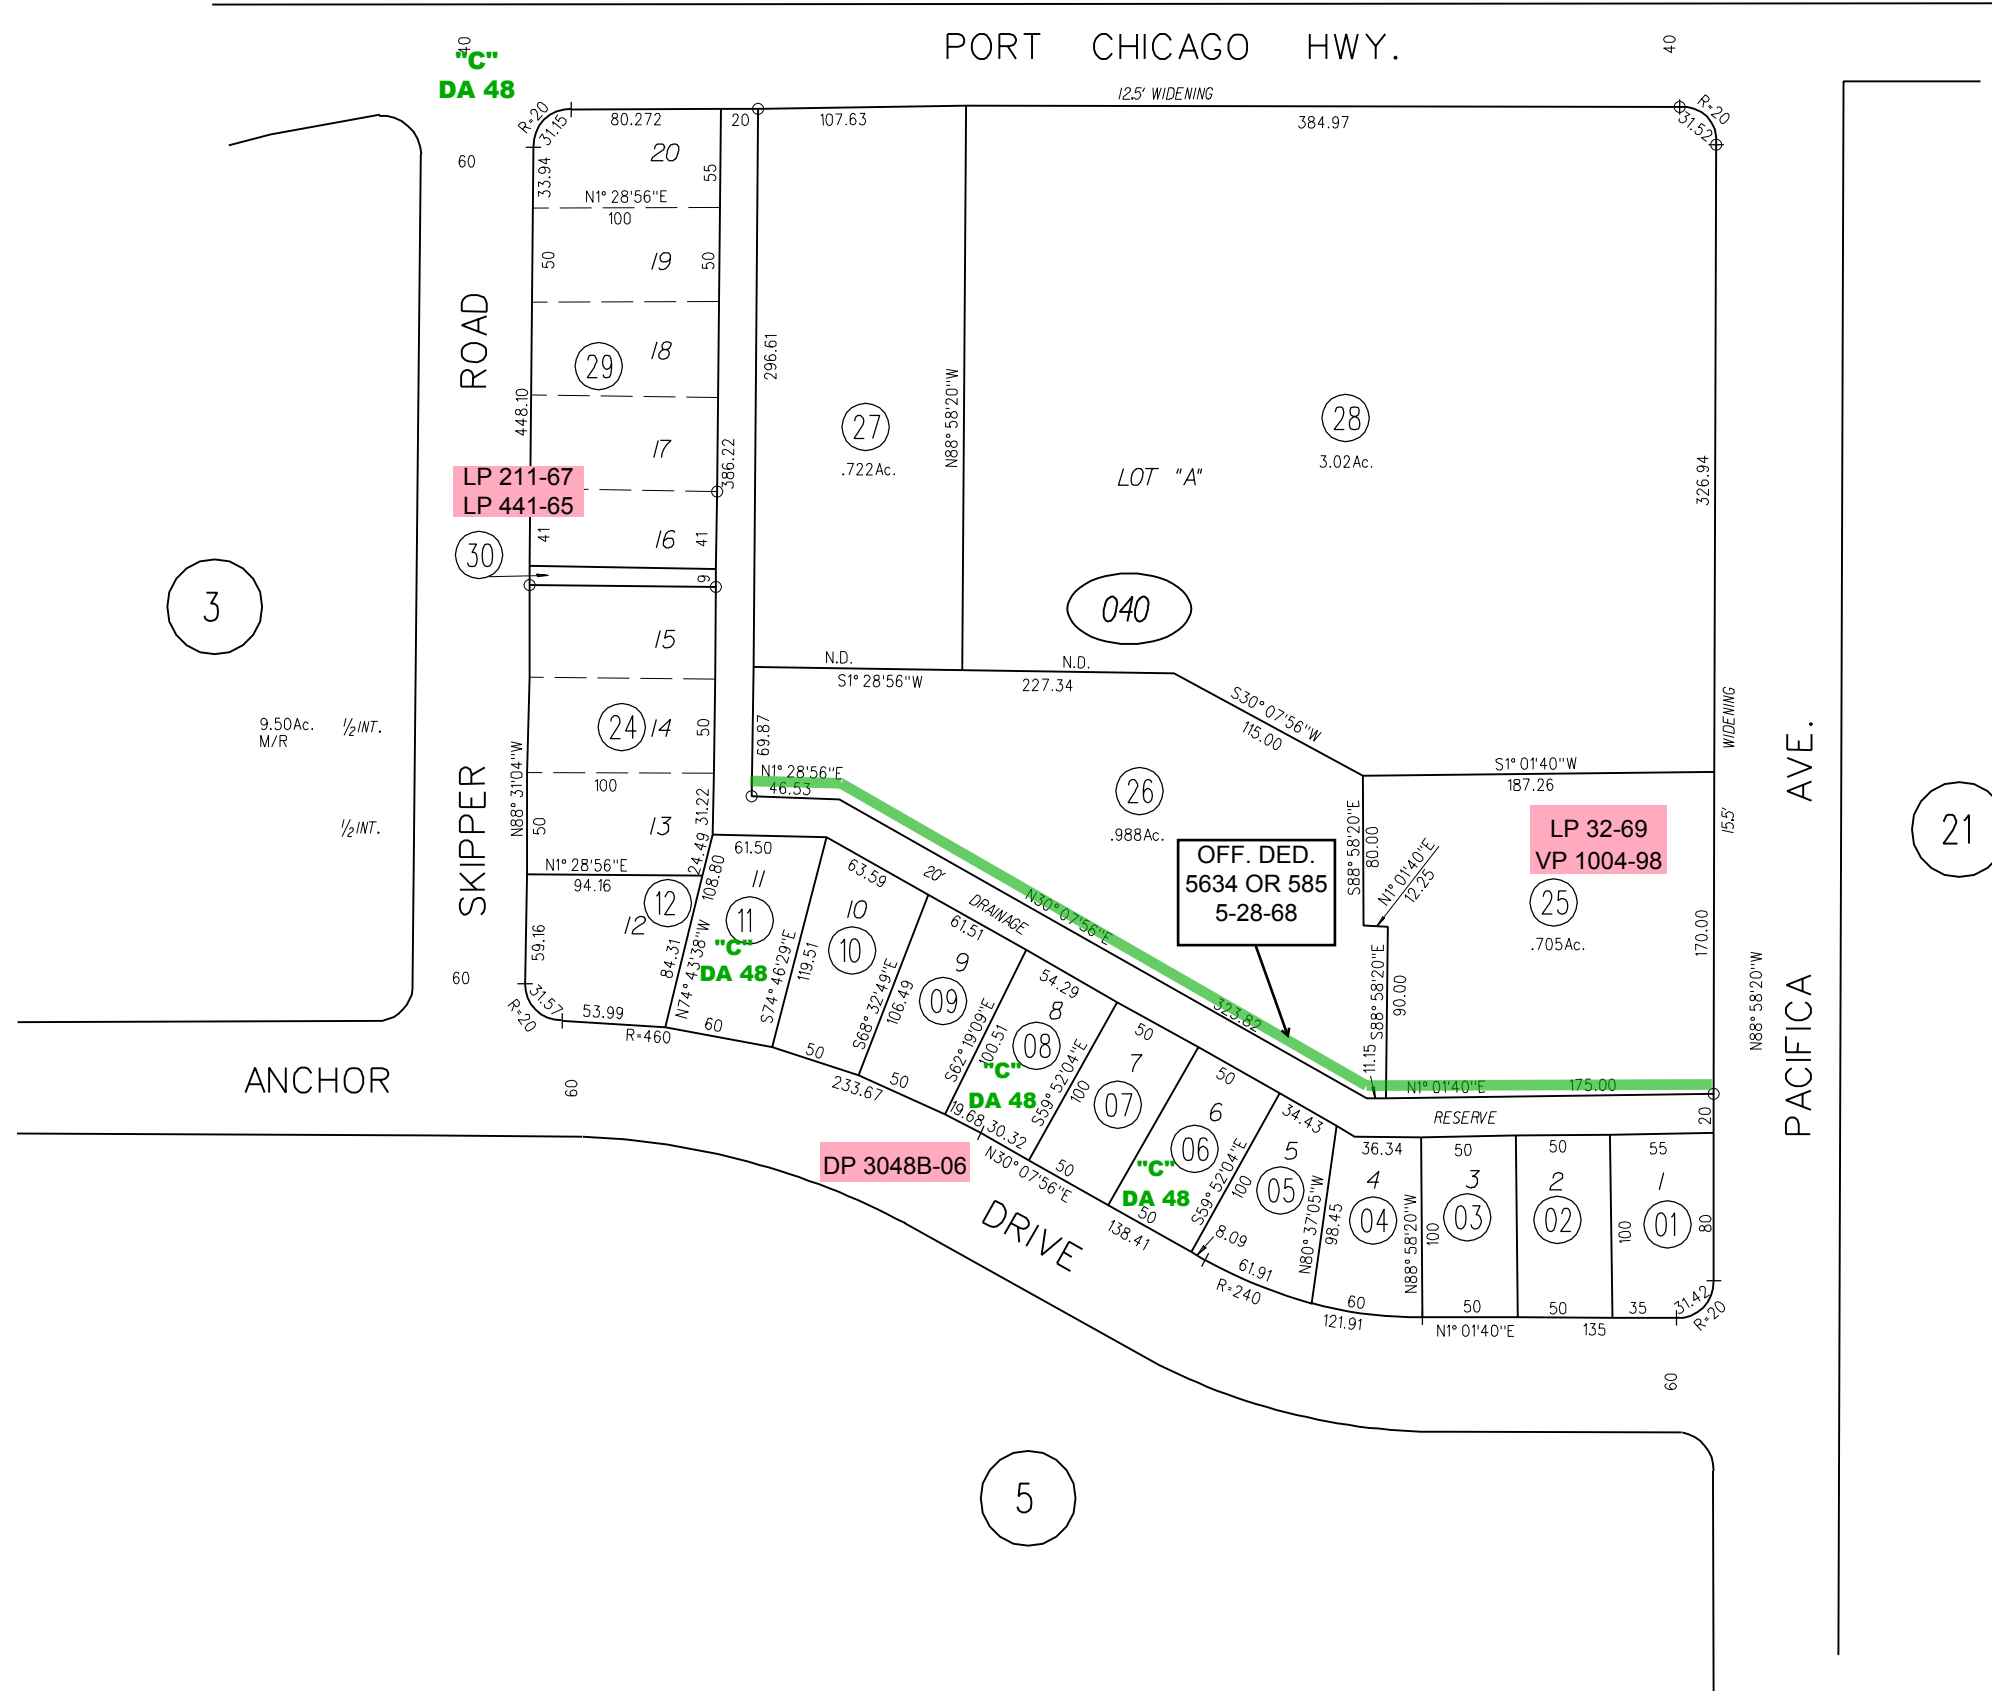 PORT CHICAGO HWY.
40
40
"C"
DA 48
12.5' WIDENING
R=20
31.15
80.272
20
107.63
384.97
R=20
31.52
60
33.94
20
55
N1° 28'56"E
100
50
19
50
ROAD
18
29
296.61
448.10
17
386.22
27
.722Ac.
N88° 58'20"W
28
3.02Ac.
LOT "A"
326.94
LP 211-67
LP 441-65
41
16
41
30
9
3
040
15
N.D.
N.D.
S1° 28'56"W
227.34
S30° 07'56"W
115.00
9.50Ac.
M/R
1/2 INT.
1/2 INT.
24
14
50
69.87
N88° 31'04"W
SKIPPER
100
N1° 28'56"E
46.53
26
.988Ac.
S1° 01'40"W
187.26
WIDENING
15.5'
PACIFICA AVE.
21
50
13
31.22
24.49
S88° 58'20"E
80.00
N1° 01'40"E
12.25
LP 32-69
VP 1004-98
25
.705Ac.
OFF. DED.
5634 OR 585
5-28-68
N1° 28'56"E
94.16
12
12
61.50
108.80
11
11
63.59
20'
DRAINAGE
N30° 07'56"E
10
10
61.51
"C"
DA 48
59.16
84.31
N74° 43'38"W
S74° 46'29"E
119.51
9
09
54.29
S68° 32'49"E
106.49
170.00
N88° 58'20"W
60
31.57
R=20
53.99
R=460
60
50
233.67
50
S62° 19'09"E
100.51
8
08
"C"
DA 48
50
323.82
S88° 58'20"E
90.00
11.15
ANCHOR
60
19.68
30.32
S59° 52'04"E
100
7
07
50
N1° 01'40"E
175.00
RESERVE
20
DP 3048B-06
N30° 07'56"E
50
6
06
"C"
DA 48
34.43
5
05
S59° 52'04"E
100
36.34
50
50
55
4
04
3
03
2
02
1
01
DRIVE
50
138.41
8.09
61.91
R=240
N80° 37'05"W
98.45
N88° 58'20"W
100
100
80
60
121.91
50
50
35
31.42
R=20
N1° 01'40"E
135
60
5